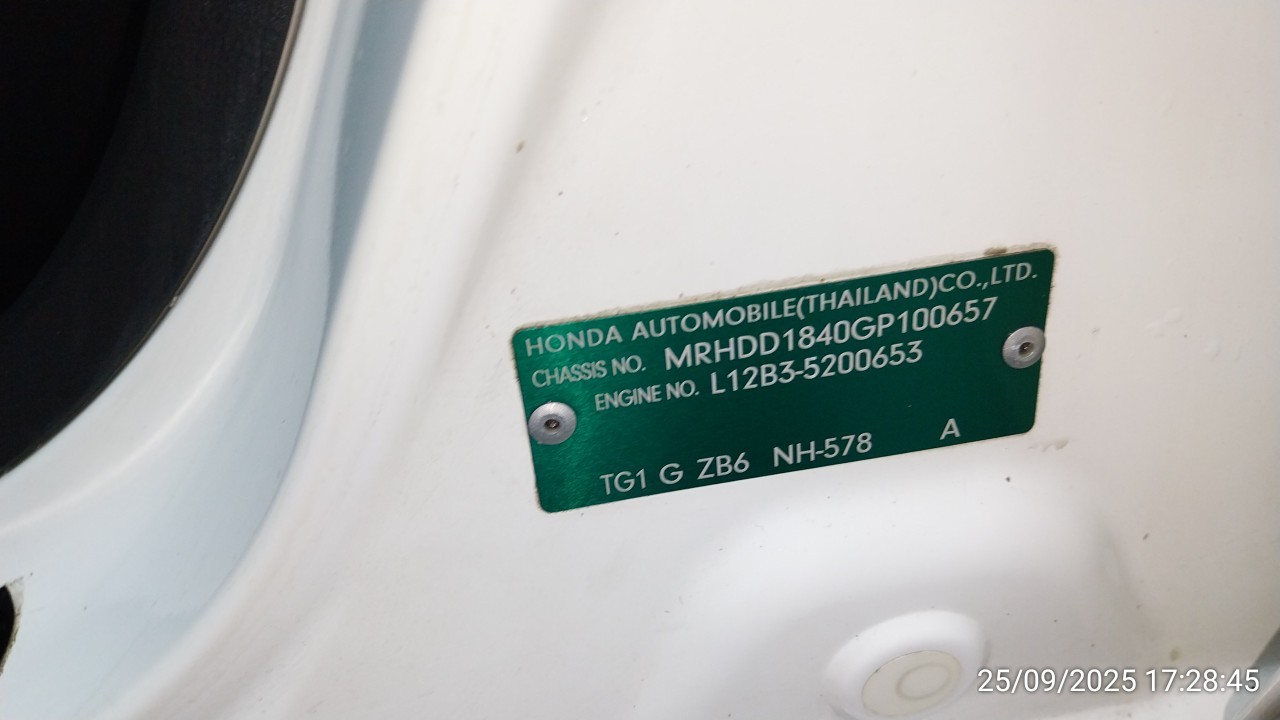 HONDA AUTOMOBILE(THAILAND)CO.,LTD.
CHASSIS NO. MRHDD1840GP100657
ENGINE NO. L12B3-5200653
TG1 G ZB6 NH-578 A
25/09/2025 17:28:45